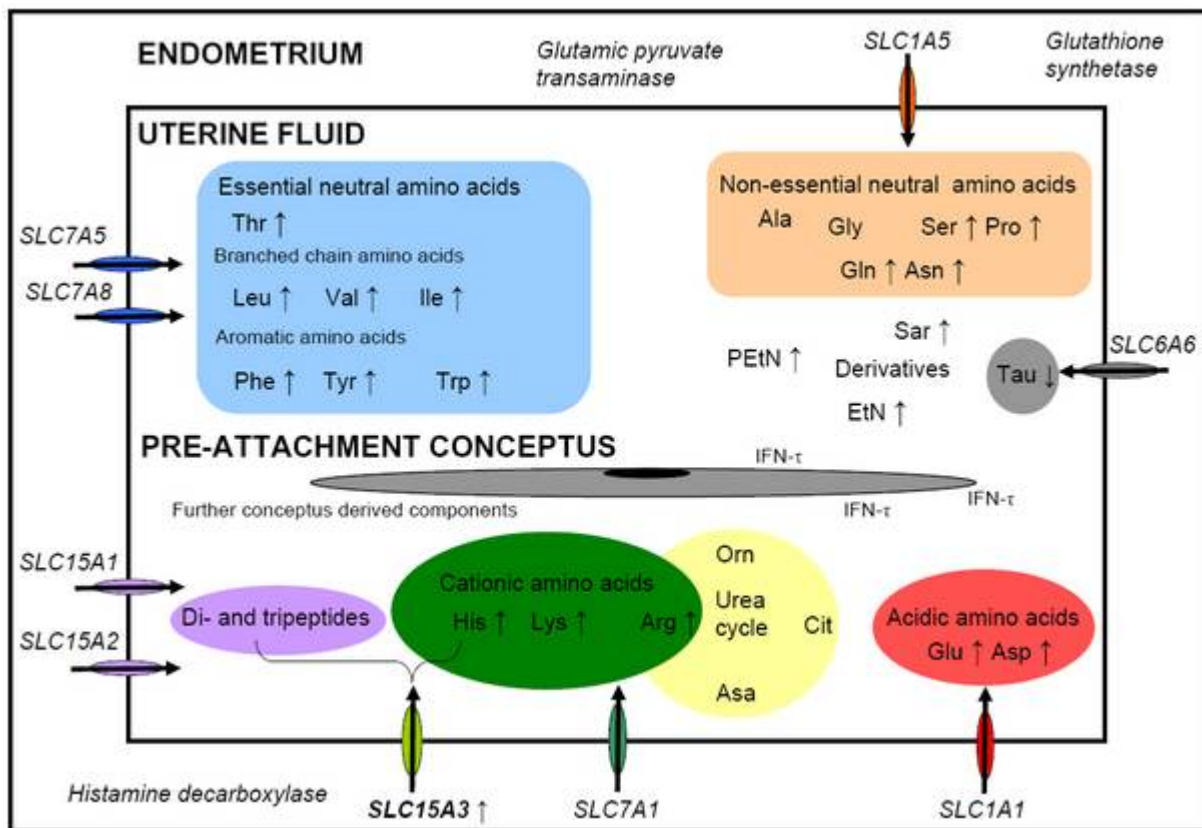 ENDOMETRIUM
Glutamic pyruvate
transaminase
SLC1A5
Glutathione
synthetase
UTERINE FLUID
Essential neutral amino acids
Thr ↑
Branched chain amino acids
Leu ↑ Val ↑ Ile ↑
Aromatic amino acids
Phe ↑ Tyr ↑ Trp ↑
SLC7A5
SLC7A8
Non-essential neutral amino acids
Ala Gly Ser ↑ Pro ↑
Gln ↑ Asn ↑
Sar ↑
PEtN ↑ Derivatives
EtN ↑
Tau ↓
SLC6A6
PRE-ATTACHMENT CONCEPTUS
IFN-τ
IFN-τ
IFN-τ
Further conceptus derived components
SLC15A1
SLC15A2
Di- and tripeptides
Cationic amino acids
His ↑ Lys ↑ Arg ↑
Orn
Urea
cycle
Cit
Asa
Acidic amino acids
Glu ↑ Asp ↑
Histamine decarboxylase
SLC15A3 ↑
SLC7A1
SLC1A1